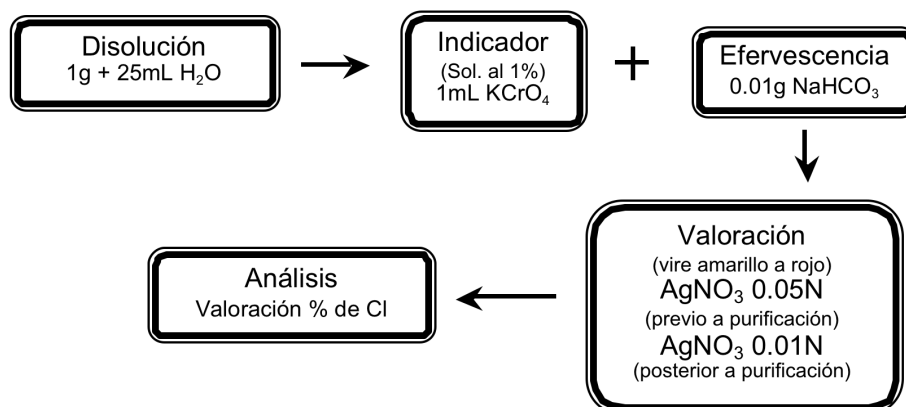 Disolución
1g + 25mL H₂O
Indicador
(Sol. al 1%)
1mL KCrO₄
+
Efervescencia
0.01g NaHCO₃
Valoración
(vire amarillo a rojo)
AgNO₃ 0.05N
(previo a purificación)
AgNO₃ 0.01N
(posterior a purificación)
Análisis
Valoración % de Cl